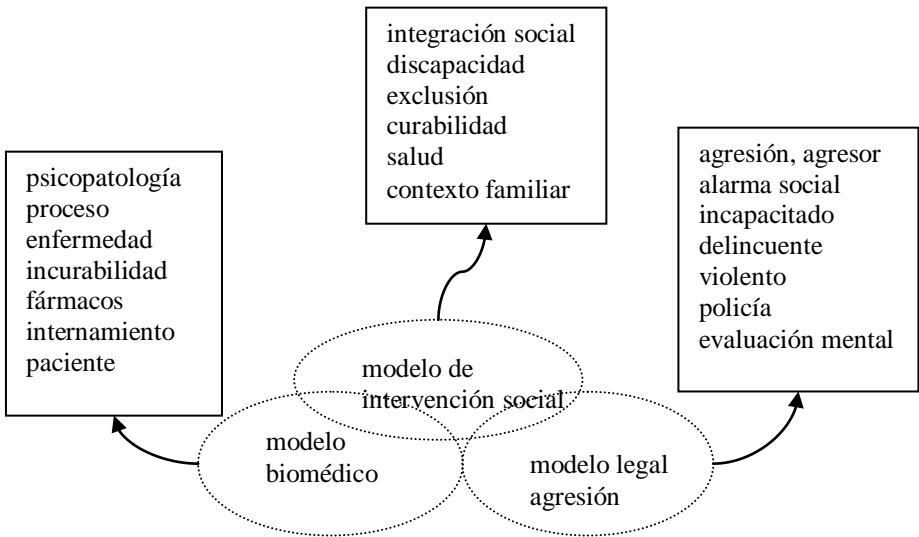 integración social
discapacidad
exclusión
curabilidad
salud
contexto familiar
psicopatología
proceso
enfermedad
incurabilidad
fármacos
internamiento
paciente
agresión, agresor
alarma social
incapacitado
delincuente
violento
policía
evaluación mental
modelo de
intervención social
modelo
biomédico
modelo legal
agresión